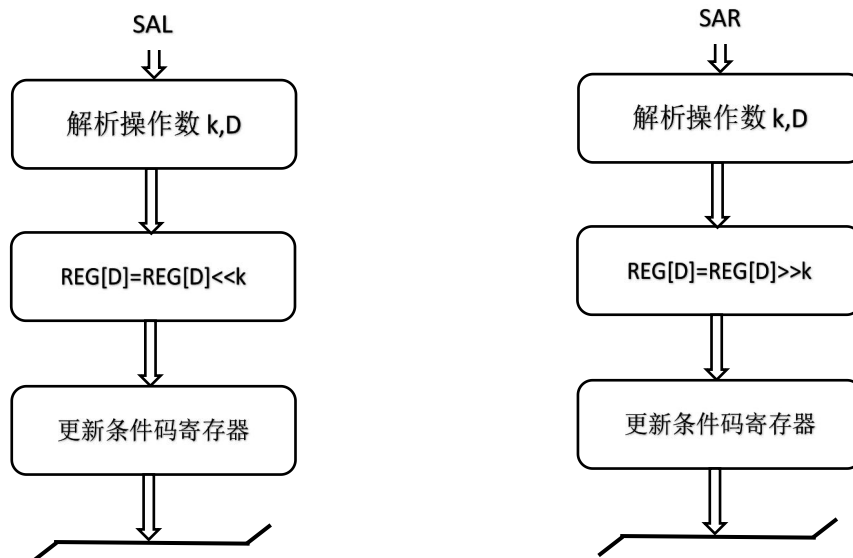 SAL
解析操作数 k,D
REG[D]=REG[D]<<k
更新条件码寄存器
SAR
解析操作数 k,D
REG[D]=REG[D]>>k
更新条件码寄存器